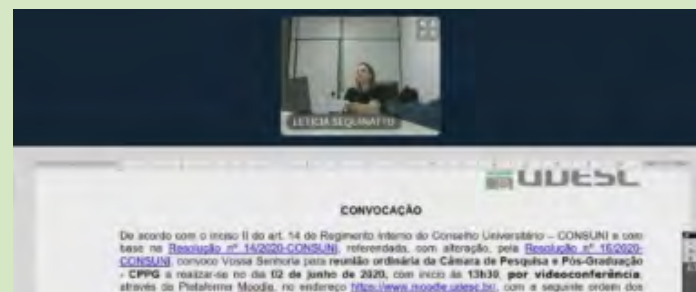 LETICIA SEQUINATTO
UDESC
CONVOCAÇÃO
De acordo com o inciso II do art. 14 do Regimento Interno do Conselho Universitário – CONSUNI e com
base na Resolução nº 14/2020-CONSUNI, referendada, com alteração, pela Resolução nº 16/2020-
CONSUNI, convoco Vossa Senhoria para reunião ordinária da Câmara de Pesquisa e Pós-Graduação
- CPPG a realizar-se no dia 02 de junho de 2020, com início às 13h30, por videoconferência,
através da Plataforma Moodle, no endereço https://www.moodle.udesc.br/, com a seguinte ordem dos